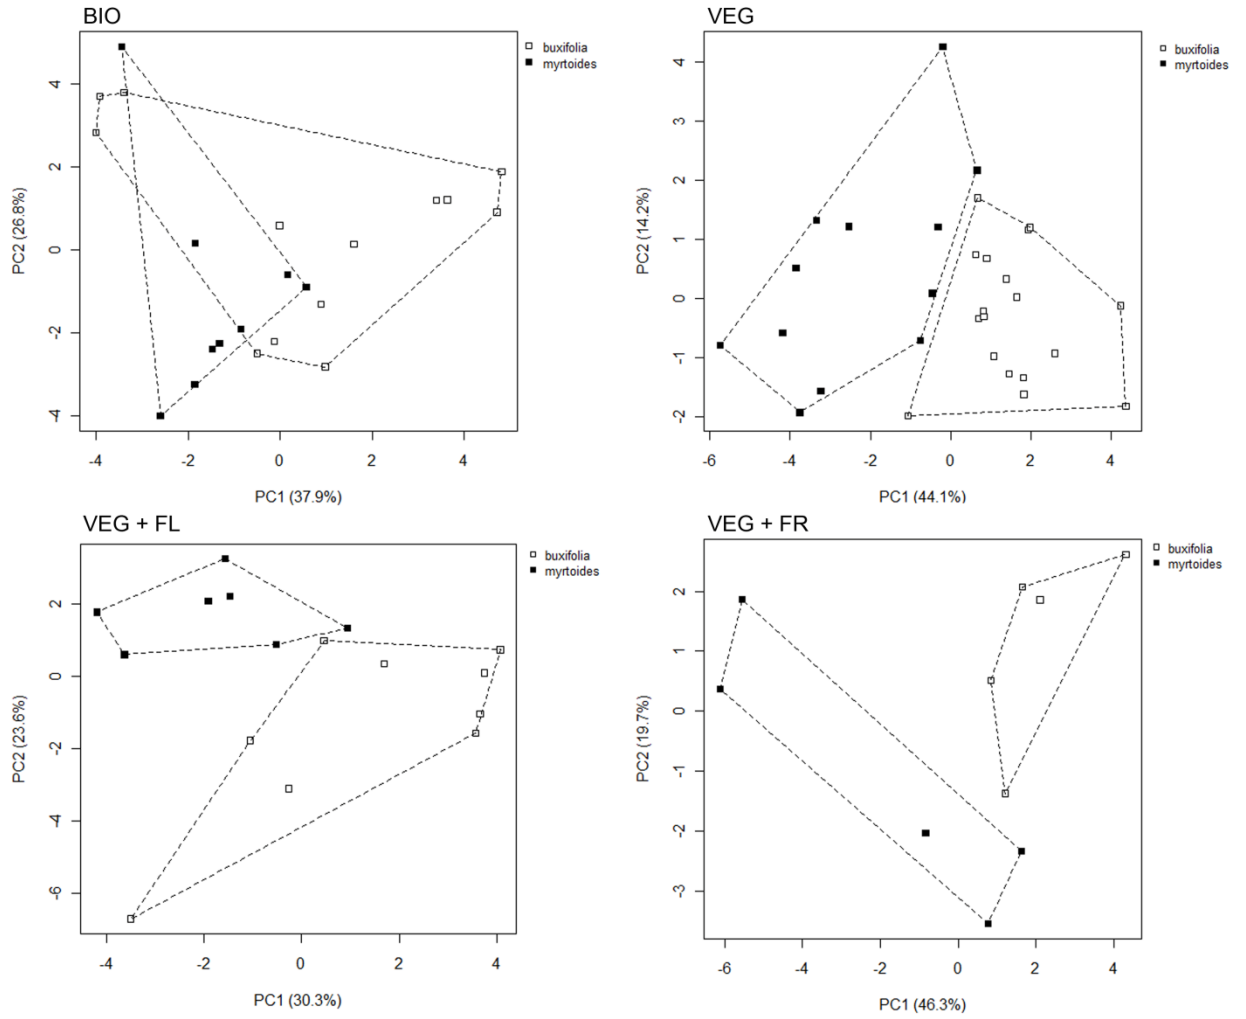 BIO
buxifolia
myrtoides
4
2
0
-2
-4
PC2 (26.8%)
-4
-2
0
2
4
PC1 (37.9%)
VEG
buxifolia
myrtoides
4
3
2
1
0
-1
-2
PC2 (14.2%)
-6
-4
-2
0
2
4
PC1 (44.1%)
VEG + FL
buxifolia
myrtoides
2
0
-2
-4
-6
PC2 (23.6%)
-4
-2
0
2
4
PC1 (30.3%)
VEG + FR
buxifolia
myrtoides
2
1
0
-1
-2
-3
PC2 (19.7%)
-6
-4
-2
0
2
4
PC1 (46.3%)